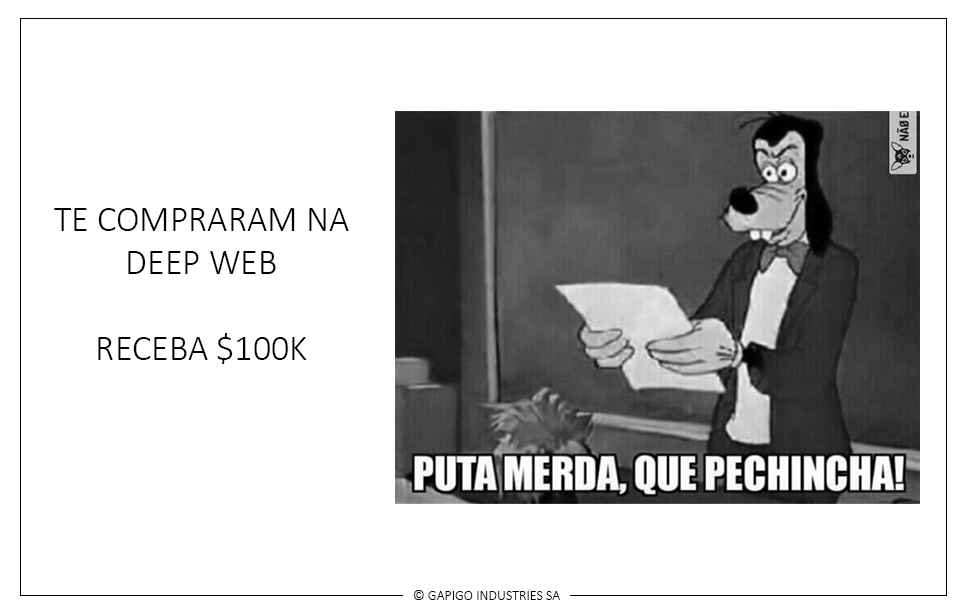 TE COMPRARAM NA
DEEP WEB
RECEBA $100K
NÃO E
PUTA MERDA, QUE PECHINCHA!
© GAPIGO INDUSTRIES SA